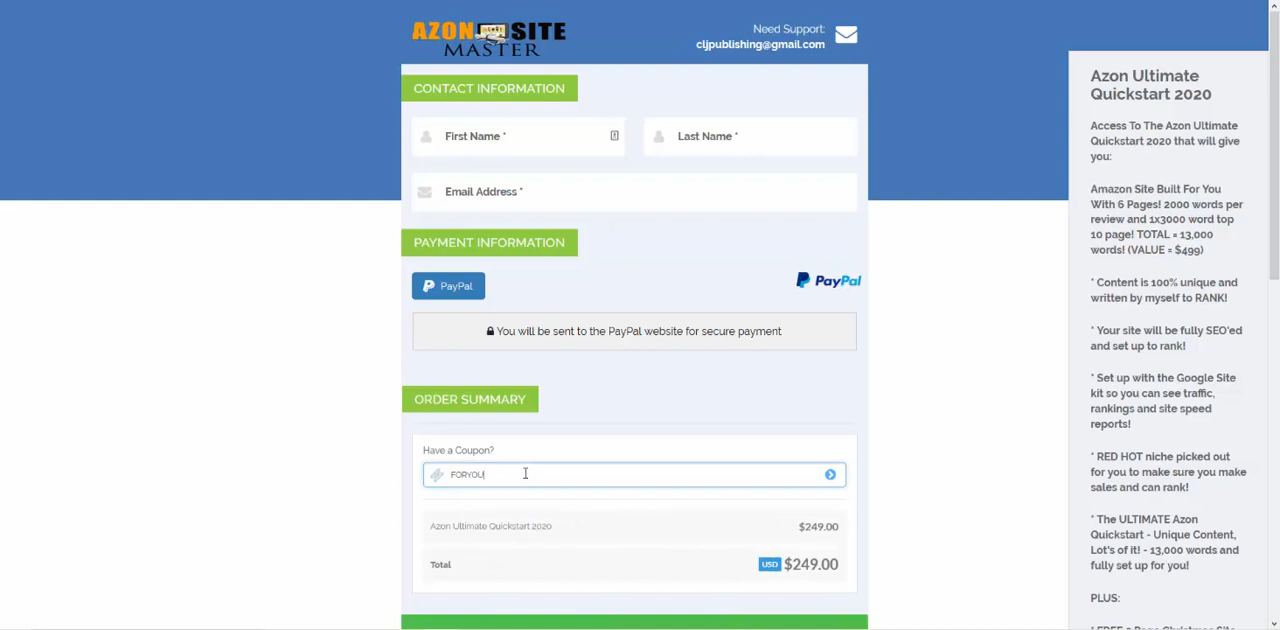 AZON SITE
MASTER
Need Support:
cljpublishing@gmail.com
CONTACT INFORMATION
First Name *
Last Name *
Email Address *
PAYMENT INFORMATION
PayPal
PayPal
You will be sent to the PayPal website for secure payment
ORDER SUMMARY
Have a Coupon?
FORYOU
Azon Ultimate Quickstart 2020 $249.00
Total USD $249.00
Azon Ultimate
Quickstart 2020
Access To The Azon Ultimate
Quickstart 2020 that will give
you:
Amazon Site Built For You
With 6 Pages! 2000 words per
review and 1x3000 word top
10 page! TOTAL = 13,000
words! (VALUE = $499)
* Content is 100% unique and
written by myself to RANK!
* Your site will be fully SEO'ed
and set up to rank!
* Set up with the Google Site
kit so you can see traffic,
rankings and site speed
reports!
* RED HOT niche picked out
for you to make sure you make
sales and can rank!
* The ULTIMATE Azon
Quickstart - Unique Content,
Lot's of it! - 13,000 words and
fully set up for you!
PLUS: